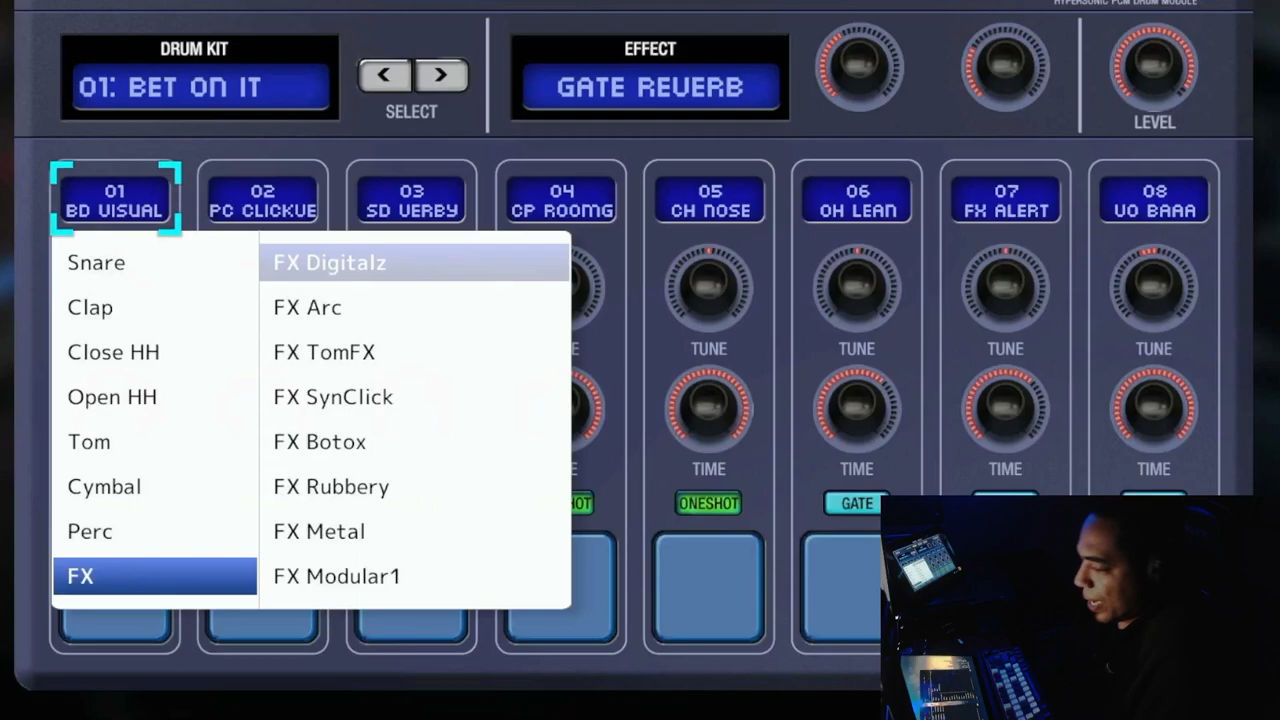 HYPERSONIC PCM DRUM MODULE
DRUM KIT
01: BET ON IT
< >
SELECT
EFFECT
GATE REVERB
LEVEL
01
BD VISUAL
02
PC CLICKVE
03
SD VERBY
04
CP ROOMG
05
CH NOSE
06
OH LEAN
07
FX ALERT
08
VO BAAA
Snare
Clap
Close HH
Open HH
Tom
Cymbal
Perc
FX
FX Digitalz
FX Arc
FX TomFX
FX SynClick
FX Botox
FX Rubbery
FX Metal
FX Modular1
E
TUNE
TUNE
TUNE
TUNE
E
TIME
TIME
TIME
TIME
HOT
ONESHOT
GATE